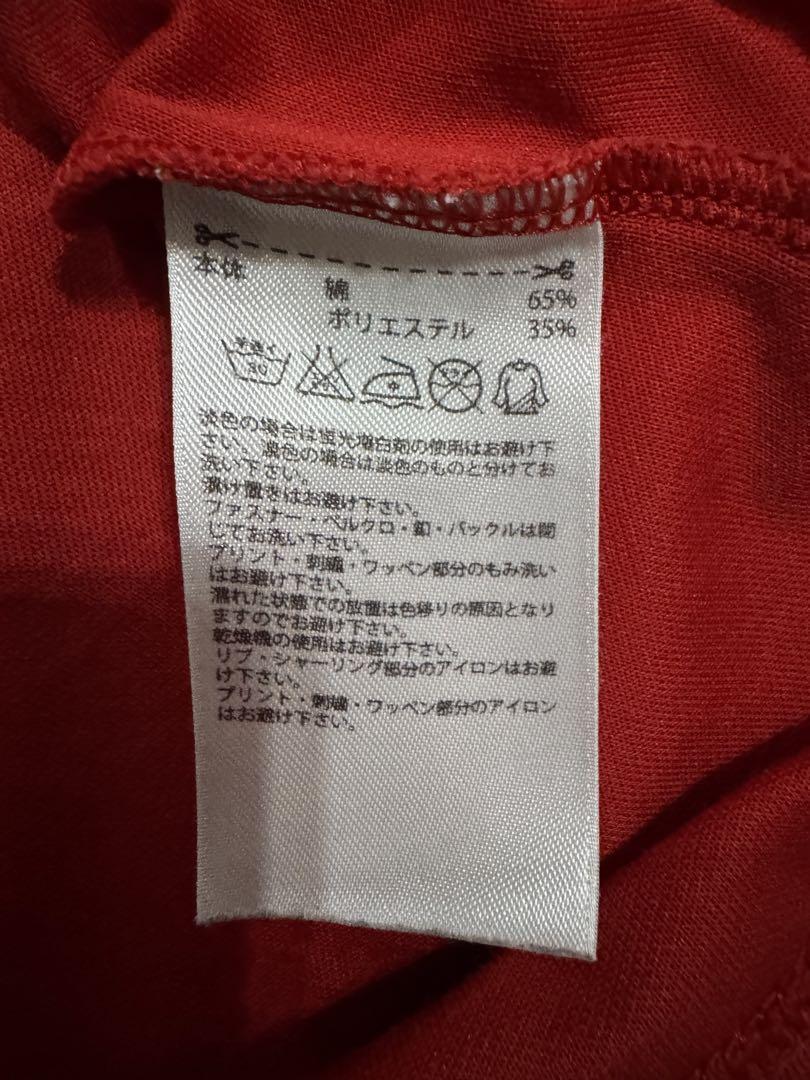 本体
綿 65%
ポリエステル 35%
手洗イ
30
淡色の場合は蛍光増白剤の使用はお避け下
さい、濃色の場合は淡色のものと分けてお
洗い下さい。
漬け置きはお避け下さい。
ファスナー・ベルクロ・釦・バックルは閉
じてお洗い下さい。
プリント・刺繍・ワッペン部分のもみ洗い
はお避け下さい。
濡れた状態での放置は色移りの原因となり
ますのでお避け下さい。
乾燥機の使用はお避け下さい。
リブ・シャーリング部分のアイロンはお避
け下さい。
プリント・刺繍・ワッペン部分のアイロン
はお避け下さい。